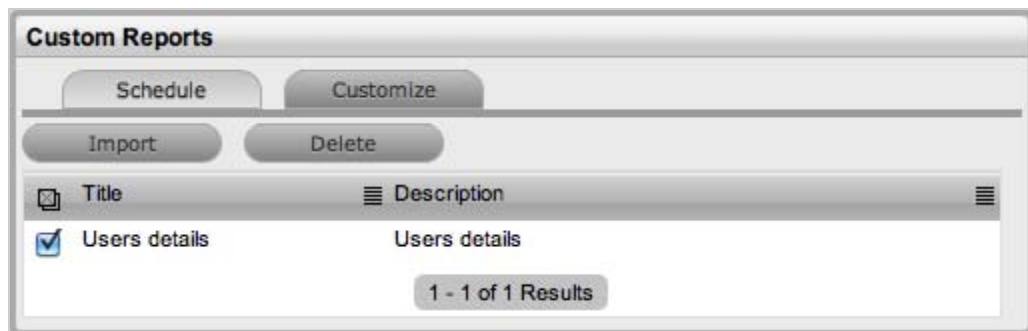 Custom Reports
Schedule Customize
Import Delete
Title Description
Users details Users details
1 - 1 of 1 Results